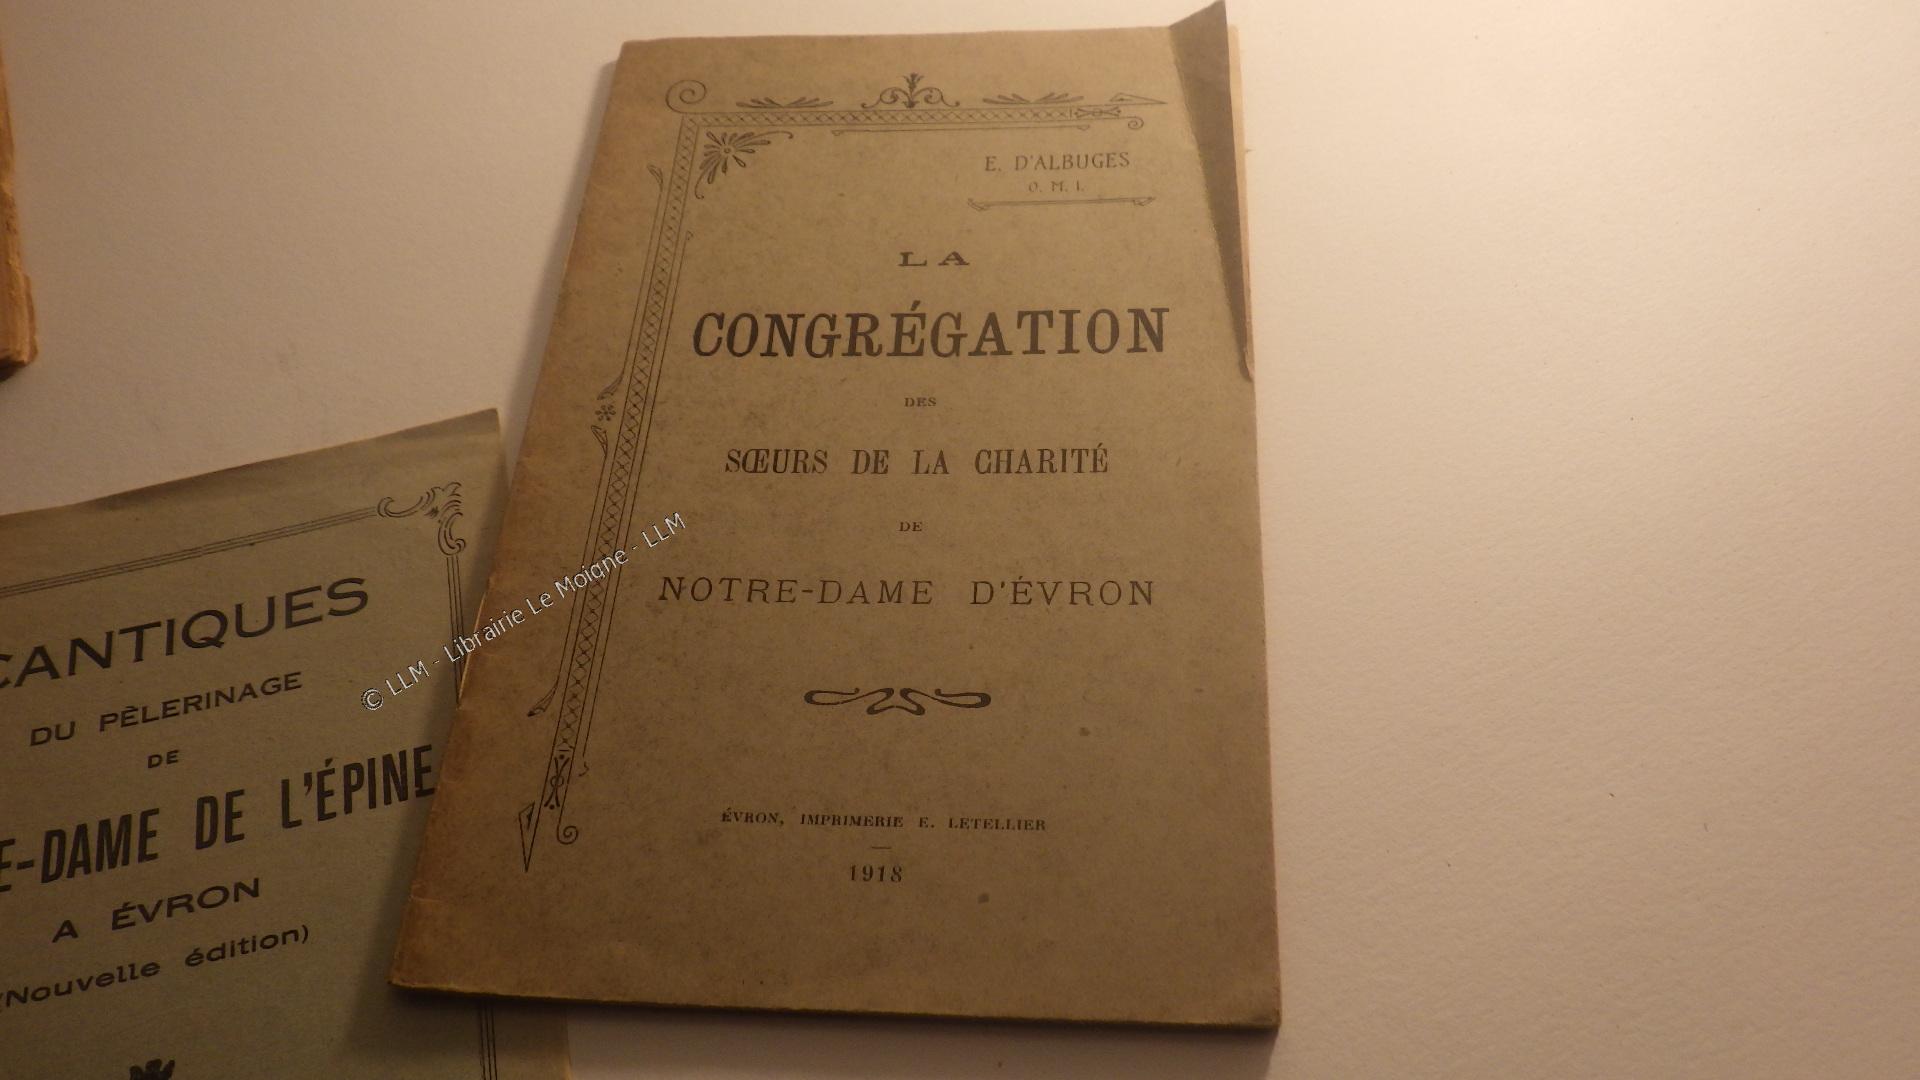 E. D'ALBUGES
O. M. I.
LA
CONGRÉGATION
DES
SŒURS DE LA CHARITÉ
DE
NOTRE-DAME D'ÉVRON
ÉVRON, IMPRIMERIE E. LETELLIER
1918
CANTIQUES
DU PÈLERINAGE
DE
E-DAME DE L'ÉPINE
A ÉVRON
(Nouvelle édition)
© LLM - Librairie Le Moigne - LLM